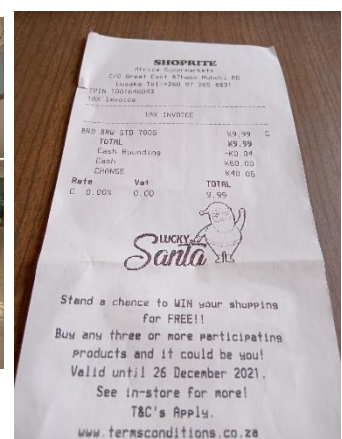 SHOPRITE
Africa Supermarkets
C/O Great East &Thabo Mubuki RD
Lusaka Tel:+260 97 265 8831
TPIN 1001646043
TAX Invoice
TAX INVOICE
BRD BRW STD 700G K9.99 C
TOTAL K9.99
Cash Rounding -K0.04
Cash K50.00
CHANGE K40.05
Rate Vat TOTAL
C 0.00% 0.00 9.99
LUCKY
Santa
Stand a chance to WIN your shopping
for FREE!!
Buy any three or more participating
products and it could be you!
Valid until 26 December 2021.
See in-store for more!
T&C's Apply.
www.termsconditions.co.za